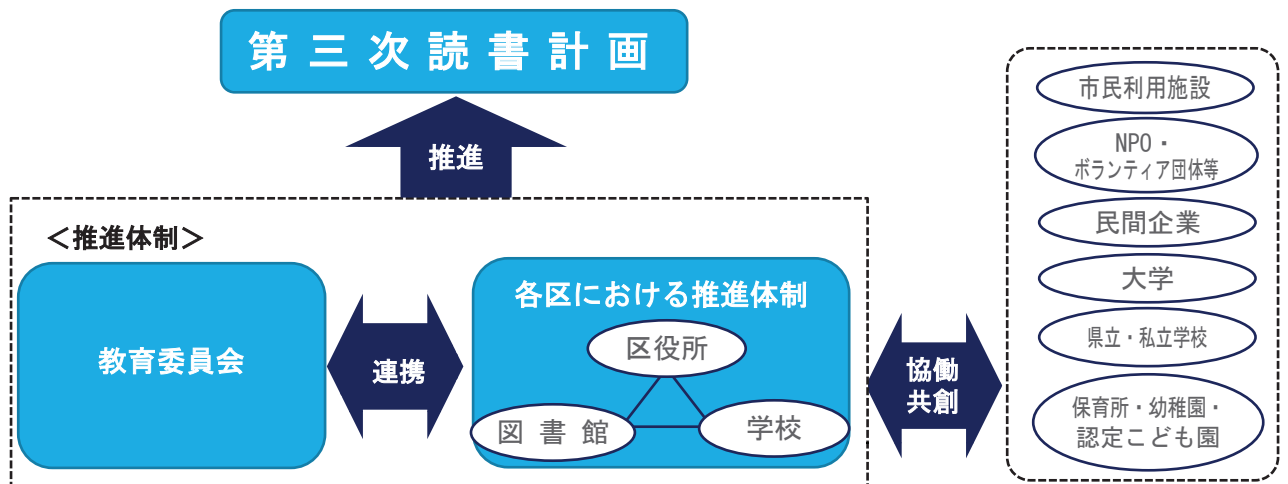 第三次読書計画
推進
＜推進体制＞
教育委員会
連携
各区における推進体制
区役所
図書館
学校
協働
共創
市民利用施設
NPO・
ボランティア団体等
民間企業
大学
県立・私立学校
保育所・幼稚園・
認定こども園